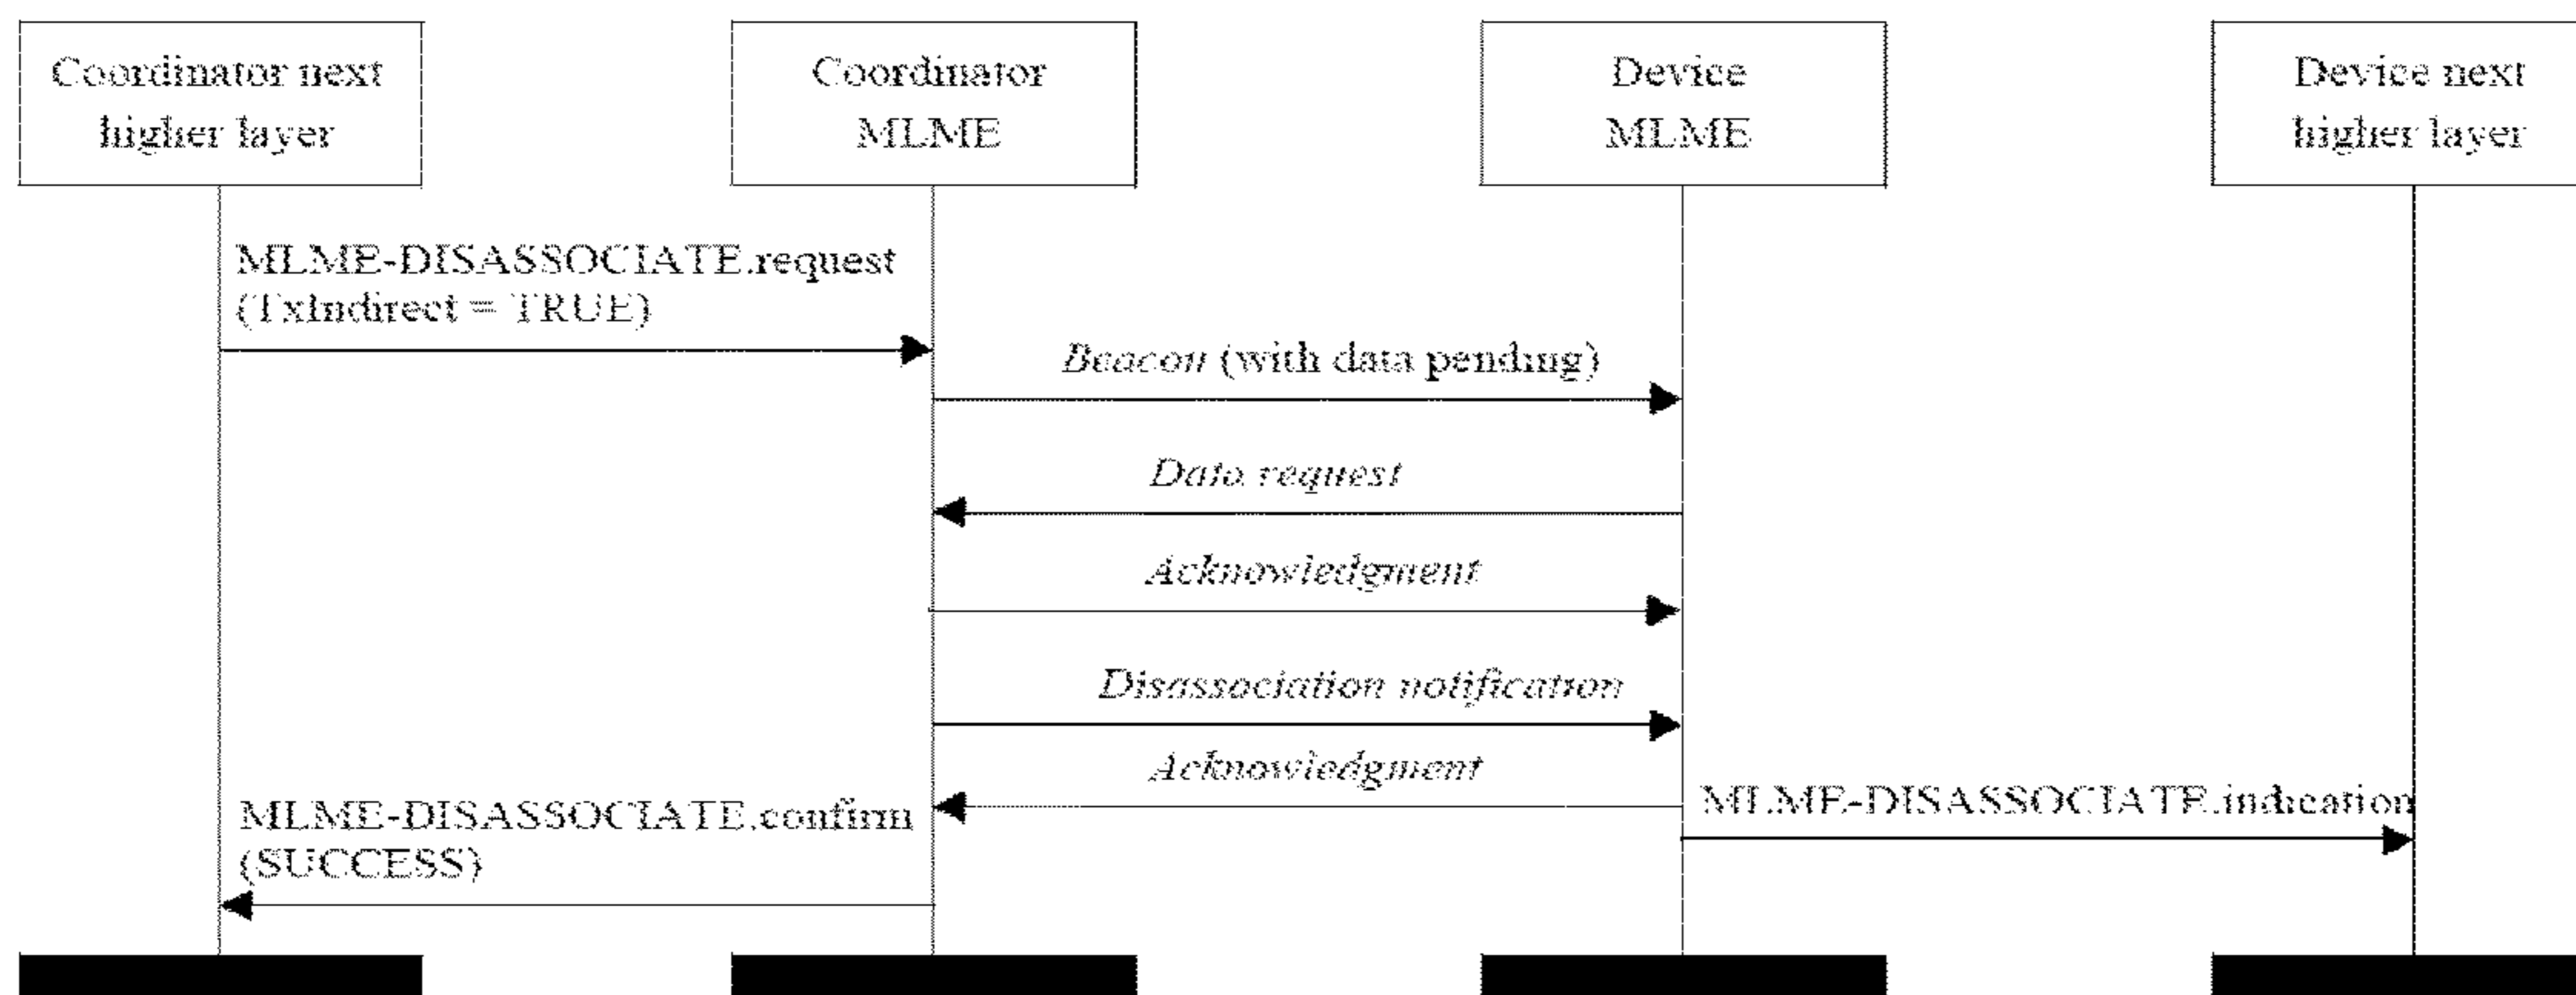 Coordinator next
higher layer
Coordinator
MLME
Device
MLME
Device next
higher layer
MLME-DISASSOCIATE.request
(TxIndirect = TRUE)
Beacon (with data pending)
Data request
Acknowledgment
Disassociation notification
Acknowledgment
MLME-DISASSOCIATE.indication
MLME-DISASSOCIATE.confirm
(SUCCESS)